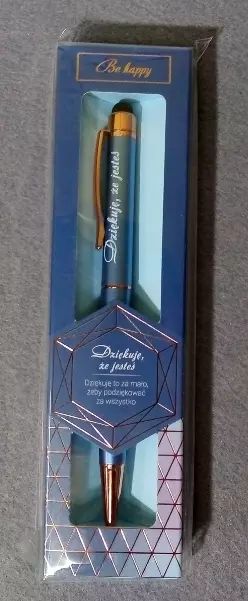 Be happy
Dziękuję, że jesteś
Dziękuję,
że jesteś
Dziękuję to za mało,
żeby podziękować
za wszystko